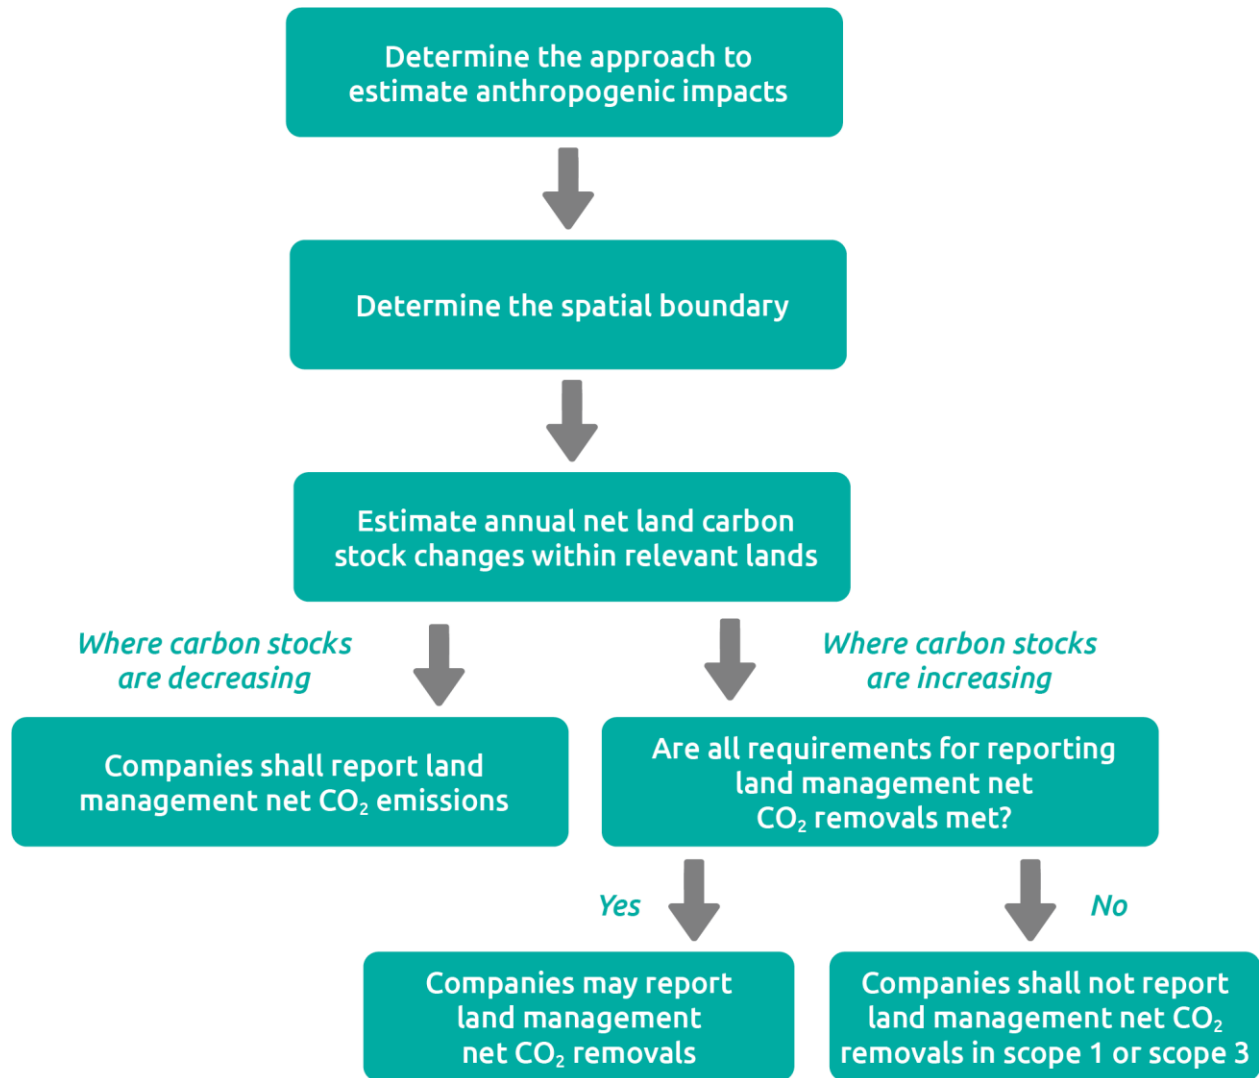 Determine the approach to
estimate anthropogenic impacts
Determine the spatial boundary
Estimate annual net land carbon
stock changes within relevant lands
Where carbon stocks
are decreasing
Where carbon stocks
are increasing
Companies shall report land
management net CO₂ emissions
Are all requirements for reporting
land management net
CO₂ removals met?
Yes
No
Companies may report
land management
net CO₂ removals
Companies shall not report
land management net CO₂
removals in scope 1 or scope 3